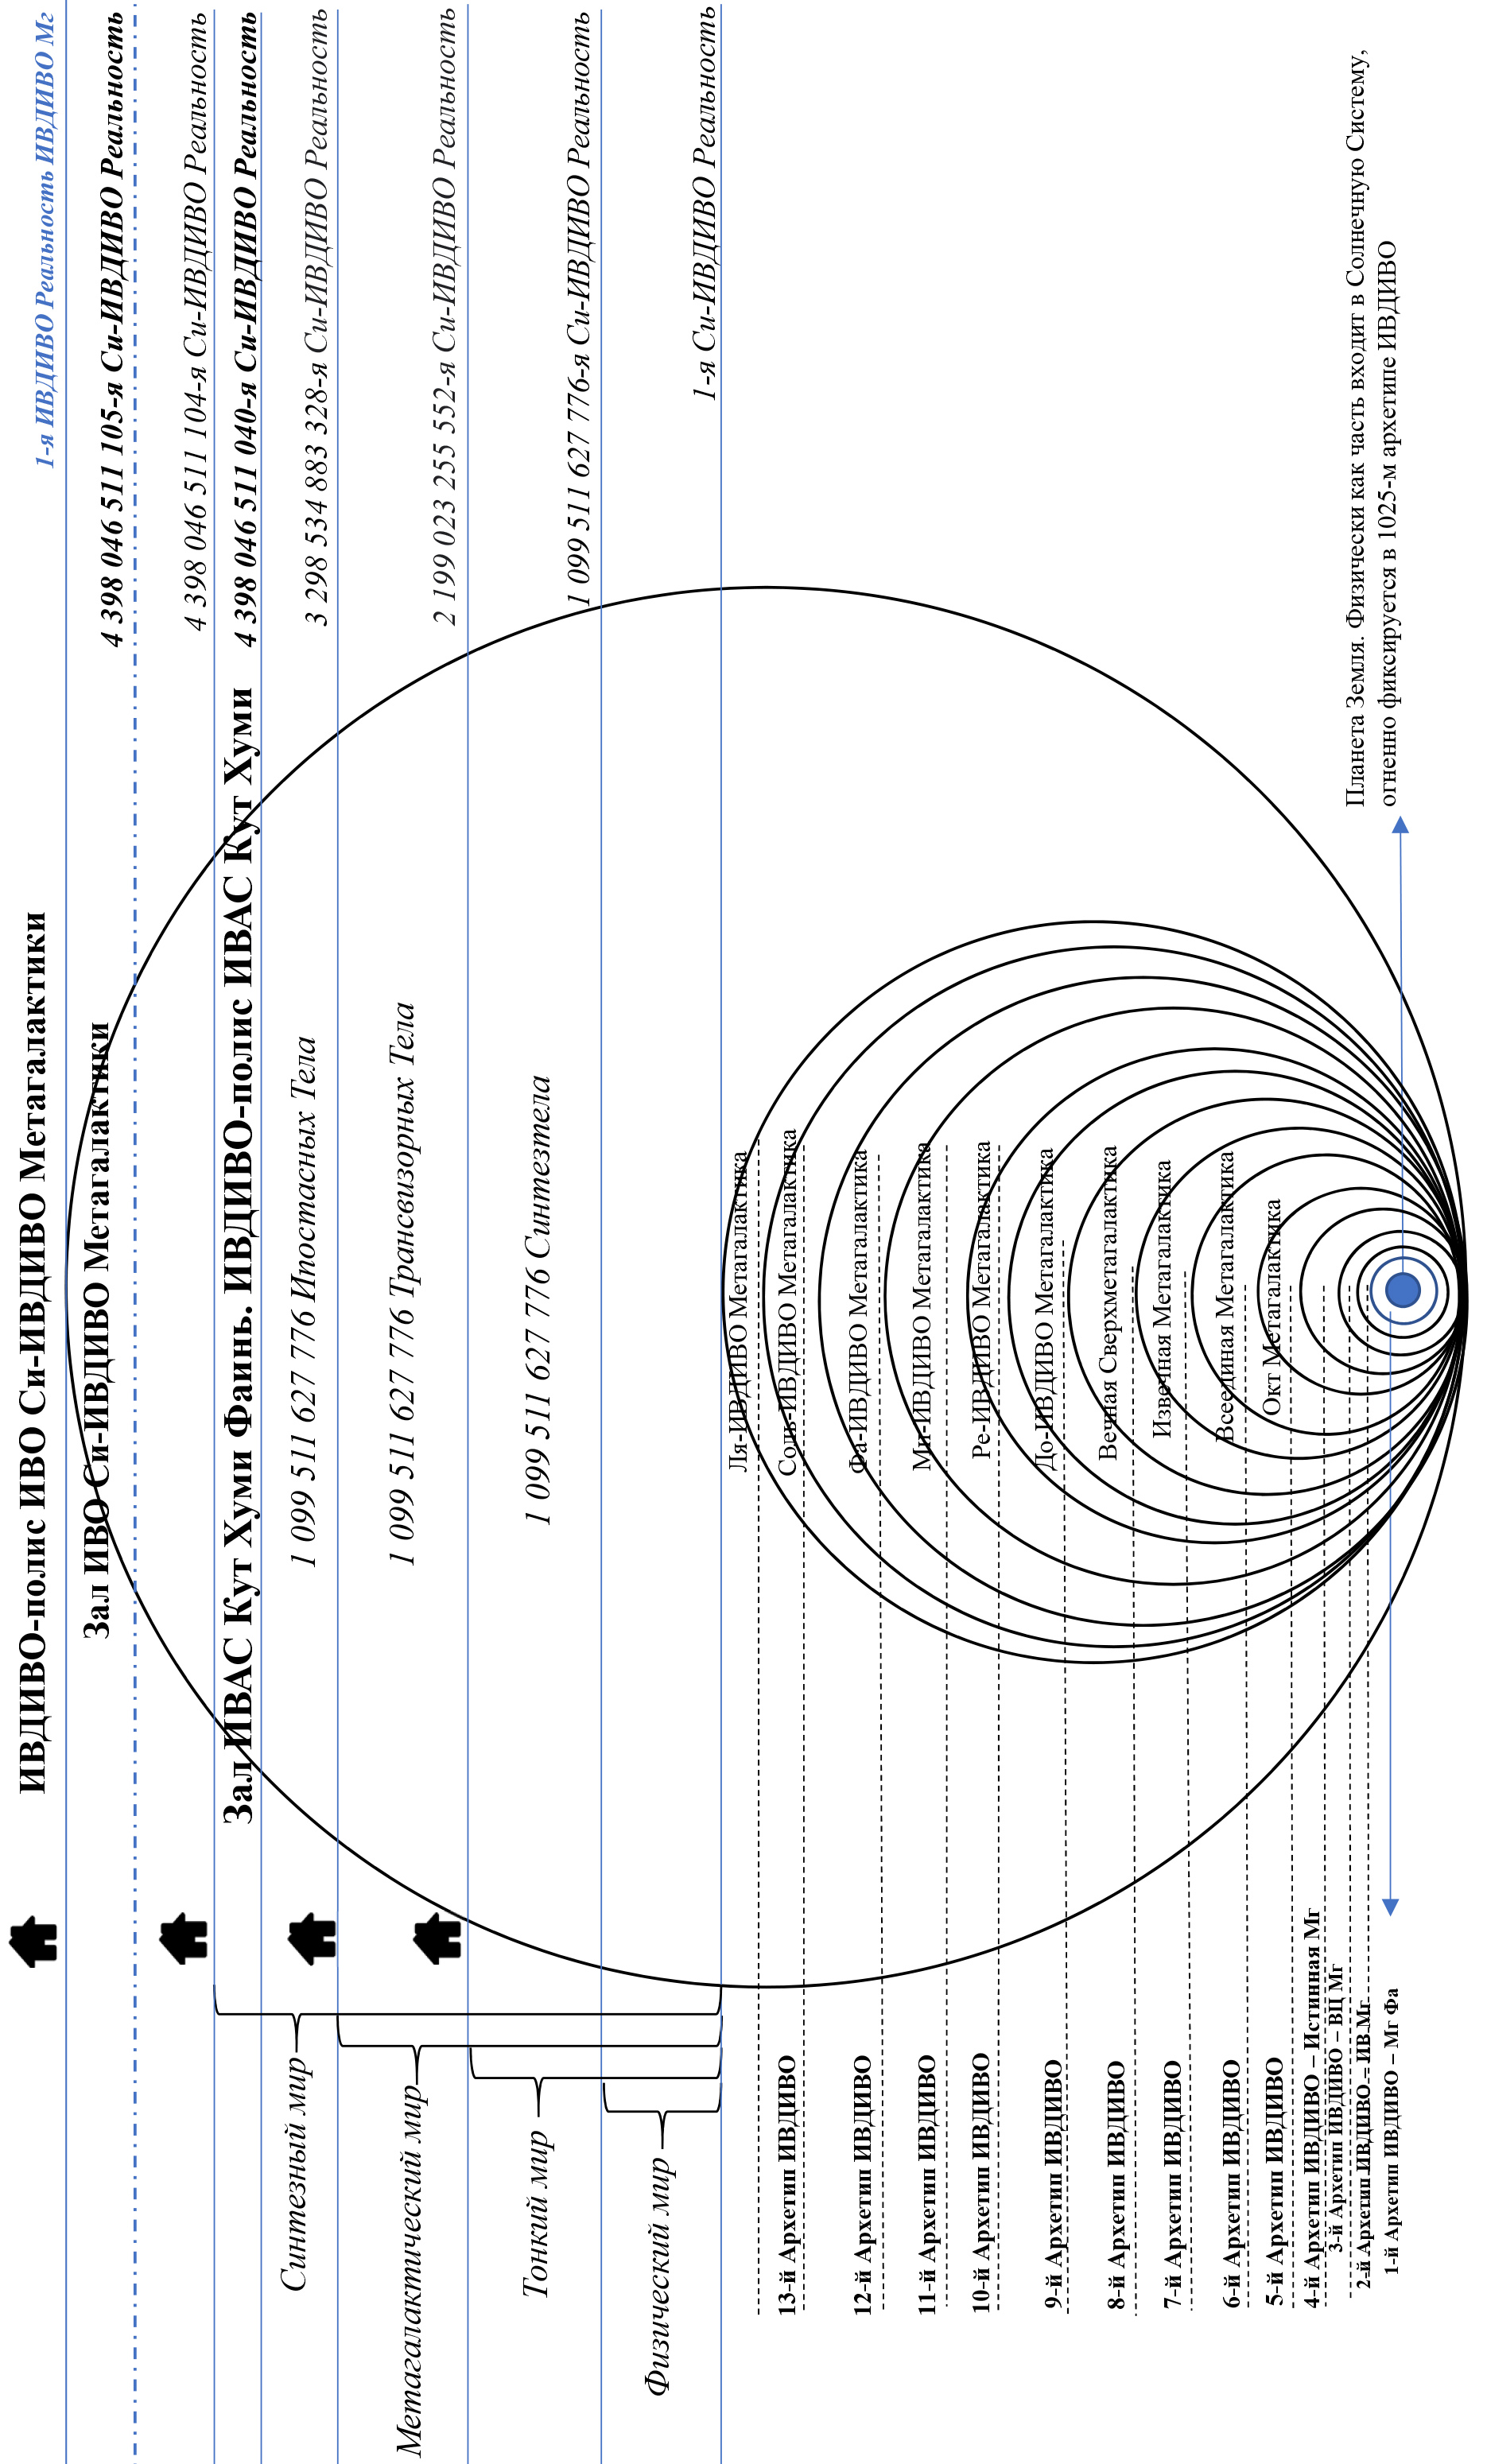 1-я ИВДИВО Реальность ИВДИВО Мг
ИВДИВО-полис ИВО Си-ИВДИВО Метагалактики
4 398 046 511 105-я Си-ИВДИВО Реальность
Зал ИВО Си-ИВДИВО Метагалактики
4 398 046 511 104-я Си-ИВДИВО Реальность
4 398 046 511 040-я Си-ИВДИВО Реальность
Зал ИВАС Кут Хуми Фаинь. ИВДИВО-полис ИВАС Кут Хуми
3 298 534 883 328-я Си-ИВДИВО Реальность
1 099 511 627 776 Ипостасных Тела
Синтезный мир
2 199 023 255 552-я Си-ИВДИВО Реальность
1 099 511 627 776 Трансвизорных Тела
Метагалактический мир
1 099 511 627 776-я Си-ИВДИВО Реальность
1 099 511 627 776 Синтезтела
Тонкий мир
1-я Си-ИВДИВО Реальность
Физический мир
Ля-ИВДИВО Метагалактика
13-й Архетип ИВДИВО
Соль-ИВДИВО Метагалактика
12-й Архетип ИВДИВО
Фа-ИВДИВО Метагалактика
11-й Архетип ИВДИВО
Ми-ИВДИВО Метагалактика
10-й Архетип ИВДИВО
Ре-ИВДИВО Метагалактика
9-й Архетип ИВДИВО
До-ИВДИВО Метагалактика
8-й Архетип ИВДИВО
Вечная Сверхметагалактика
7-й Архетип ИВДИВО
Извечная Метагалактика
6-й Архетип ИВДИВО
Всеединая Метагалактика
5-й Архетип ИВДИВО
Окт Метагалактика
4-й Архетип ИВДИВО – Истинная Мг
3-й Архетип ИВДИВО – ВЦ Мг
2-й Архетип ИВДИВО – ИВ Мг
1-й Архетип ИВДИВО – Мг Фа
Планета Земля. Физически как часть входит в Солнечную Систему,
огненно фиксируется в 1025-м архетипе ИВДИВО